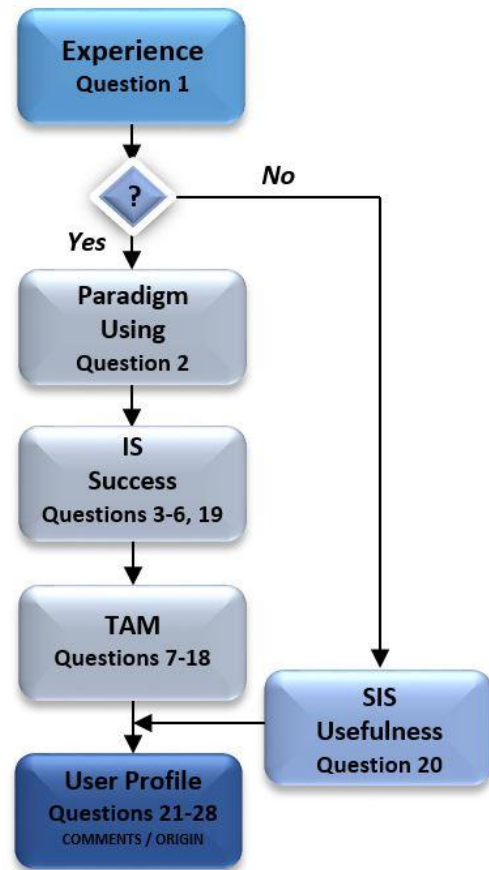 Experience
Question 1
?
No
Yes
Paradigm
Using
Question 2
IS
Success
Questions 3-6, 19
TAM
Questions 7-18
SIS
Usefulness
Question 20
User Profile
Questions 21-28
COMMENTS / ORIGIN